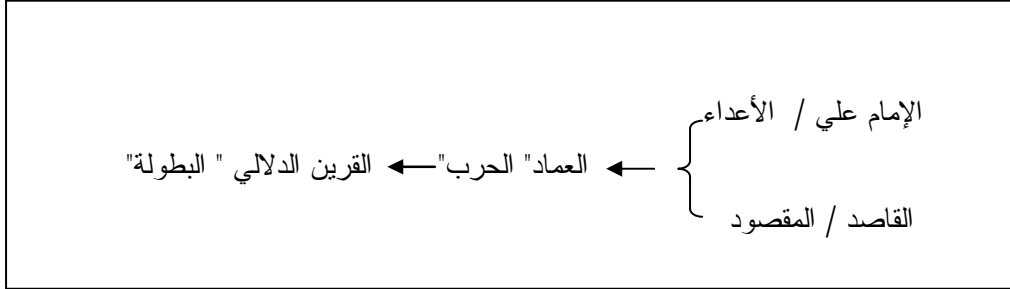 الإمام علي / الأعداء
العماد" الحرب" القرين الدلالي " البطولة"
القاصد / المقصود